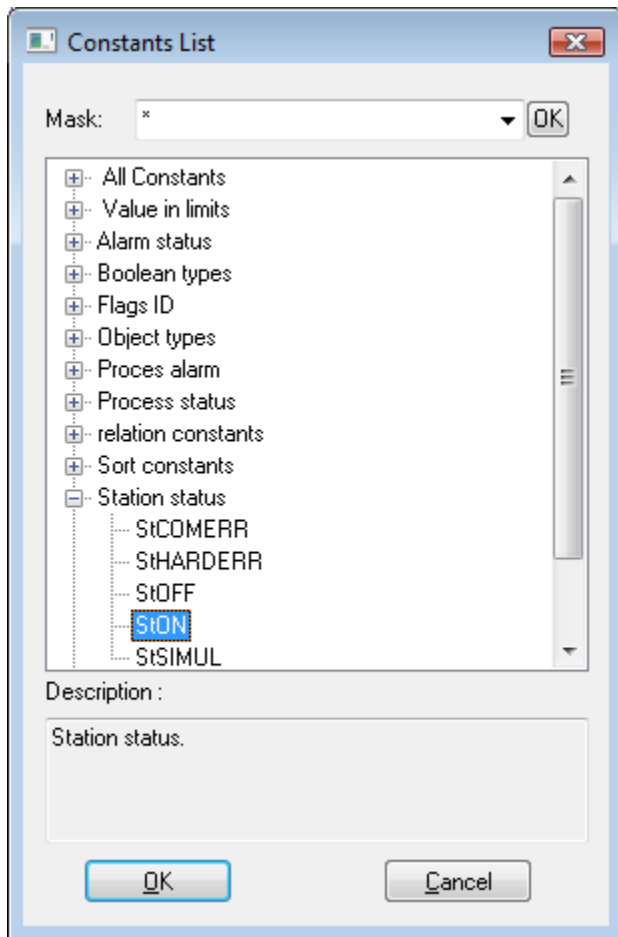 Constants List
Mask: * OK
All Constants
Value in limits
Alarm status
Boolean types
Flags ID
Object types
Proces alarm
Process status
relation constants
Sort constants
Station status
StCOMERR
StHARDERR
StOFF
StON
StSIMUL
Description :
Station status.
OK Cancel